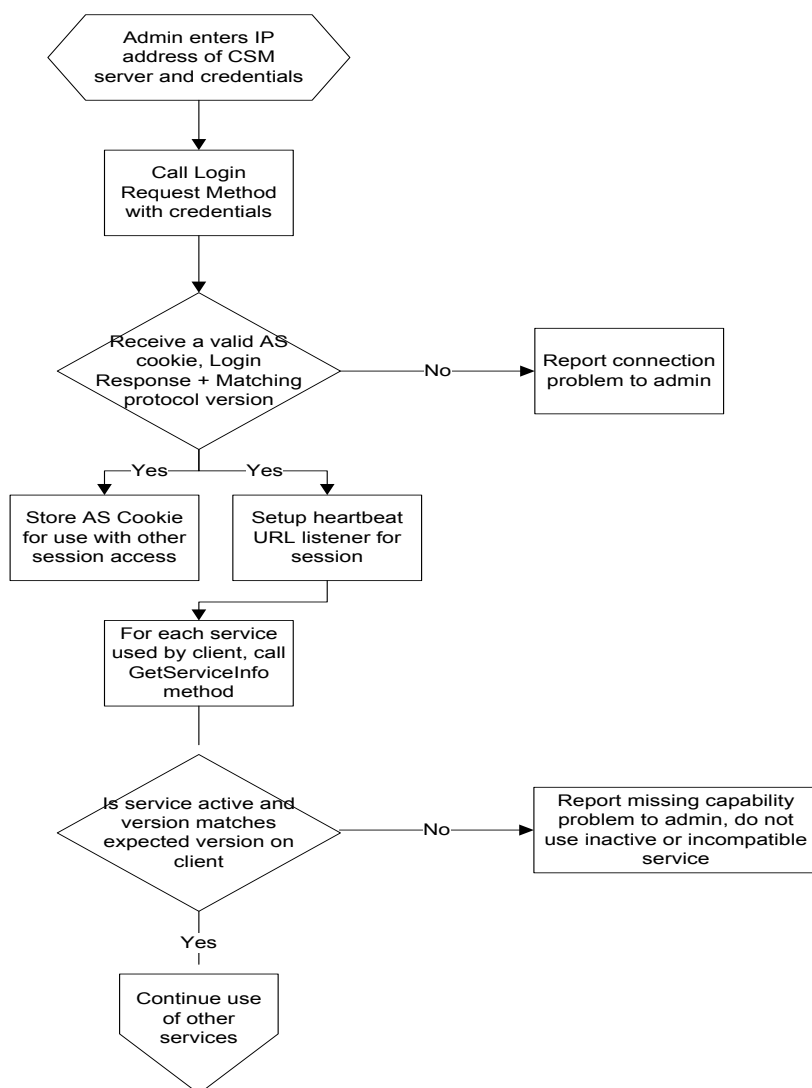 Admin enters IP
address of CSM
server and credentials
Call Login
Request Method
with credentials
Receive a valid AS
cookie, Login
Response + Matching
protocol version
No
Report connection
problem to admin
Yes
Yes
Store AS Cookie
for use with other
session access
Setup heartbeat
URL listener for
session
For each service
used by client, call
GetServiceInfo
method
Is service active and
version matches
expected version on
client
No
Report missing capability
problem to admin, do not
use inactive or incompatible
service
Yes
Continue use
of other
services